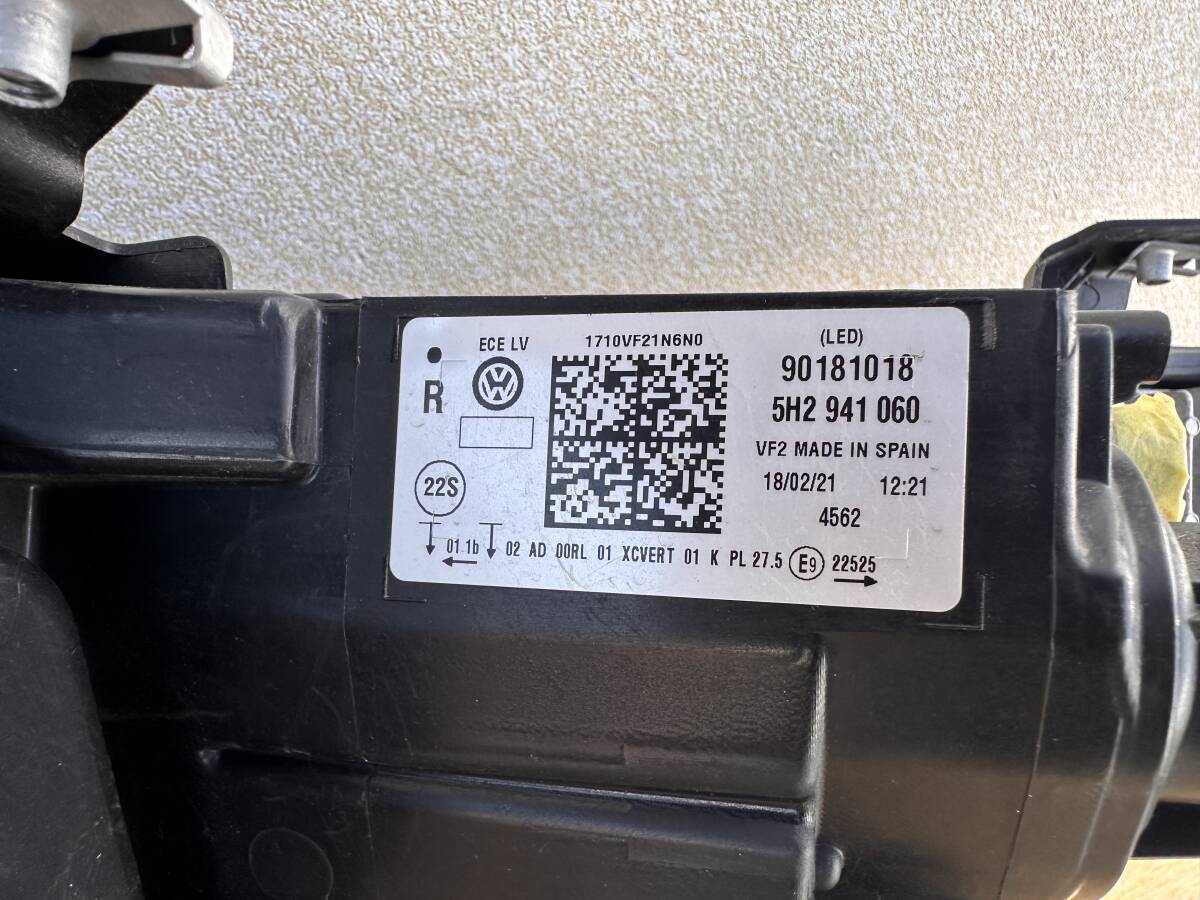 ECE LV
R
VW
22S
1710VF21N6N0
(LED)
90181018
5H2 941 060
VF2 MADE IN SPAIN
18/02/21 12:21
4562
01 1b 02 AD 00RL 01 XCVERT 01 K PL 27.5 E9 22525